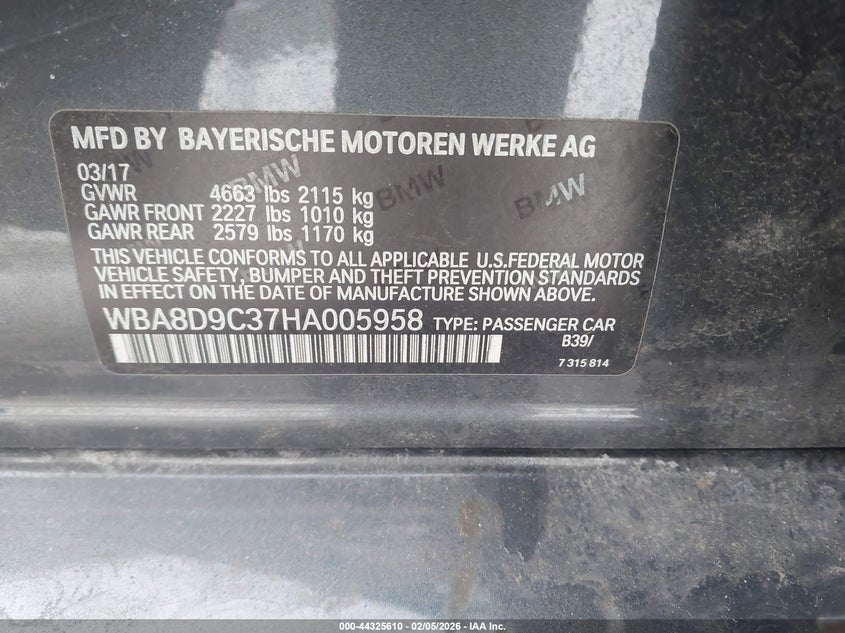 MFD BY BAYERISCHE MOTOREN WERKE AG
03/17
GVWR 4663 lbs 2115 kg
GAWR FRONT 2227 lbs 1010 kg
GAWR REAR 2579 lbs 1170 kg
BMW BMW BMW
THIS VEHICLE CONFORMS TO ALL APPLICABLE U.S.FEDERAL MOTOR
VEHICLE SAFETY, BUMPER AND THEFT PREVENTION STANDARDS
IN EFFECT ON THE DATE OF MANUFACTURE SHOWN ABOVE.
WBA8D9C37HA005958 TYPE: PASSENGER CAR
B39/
7 315 814
000-44325610 - 02/05/2026 - IAA Inc.